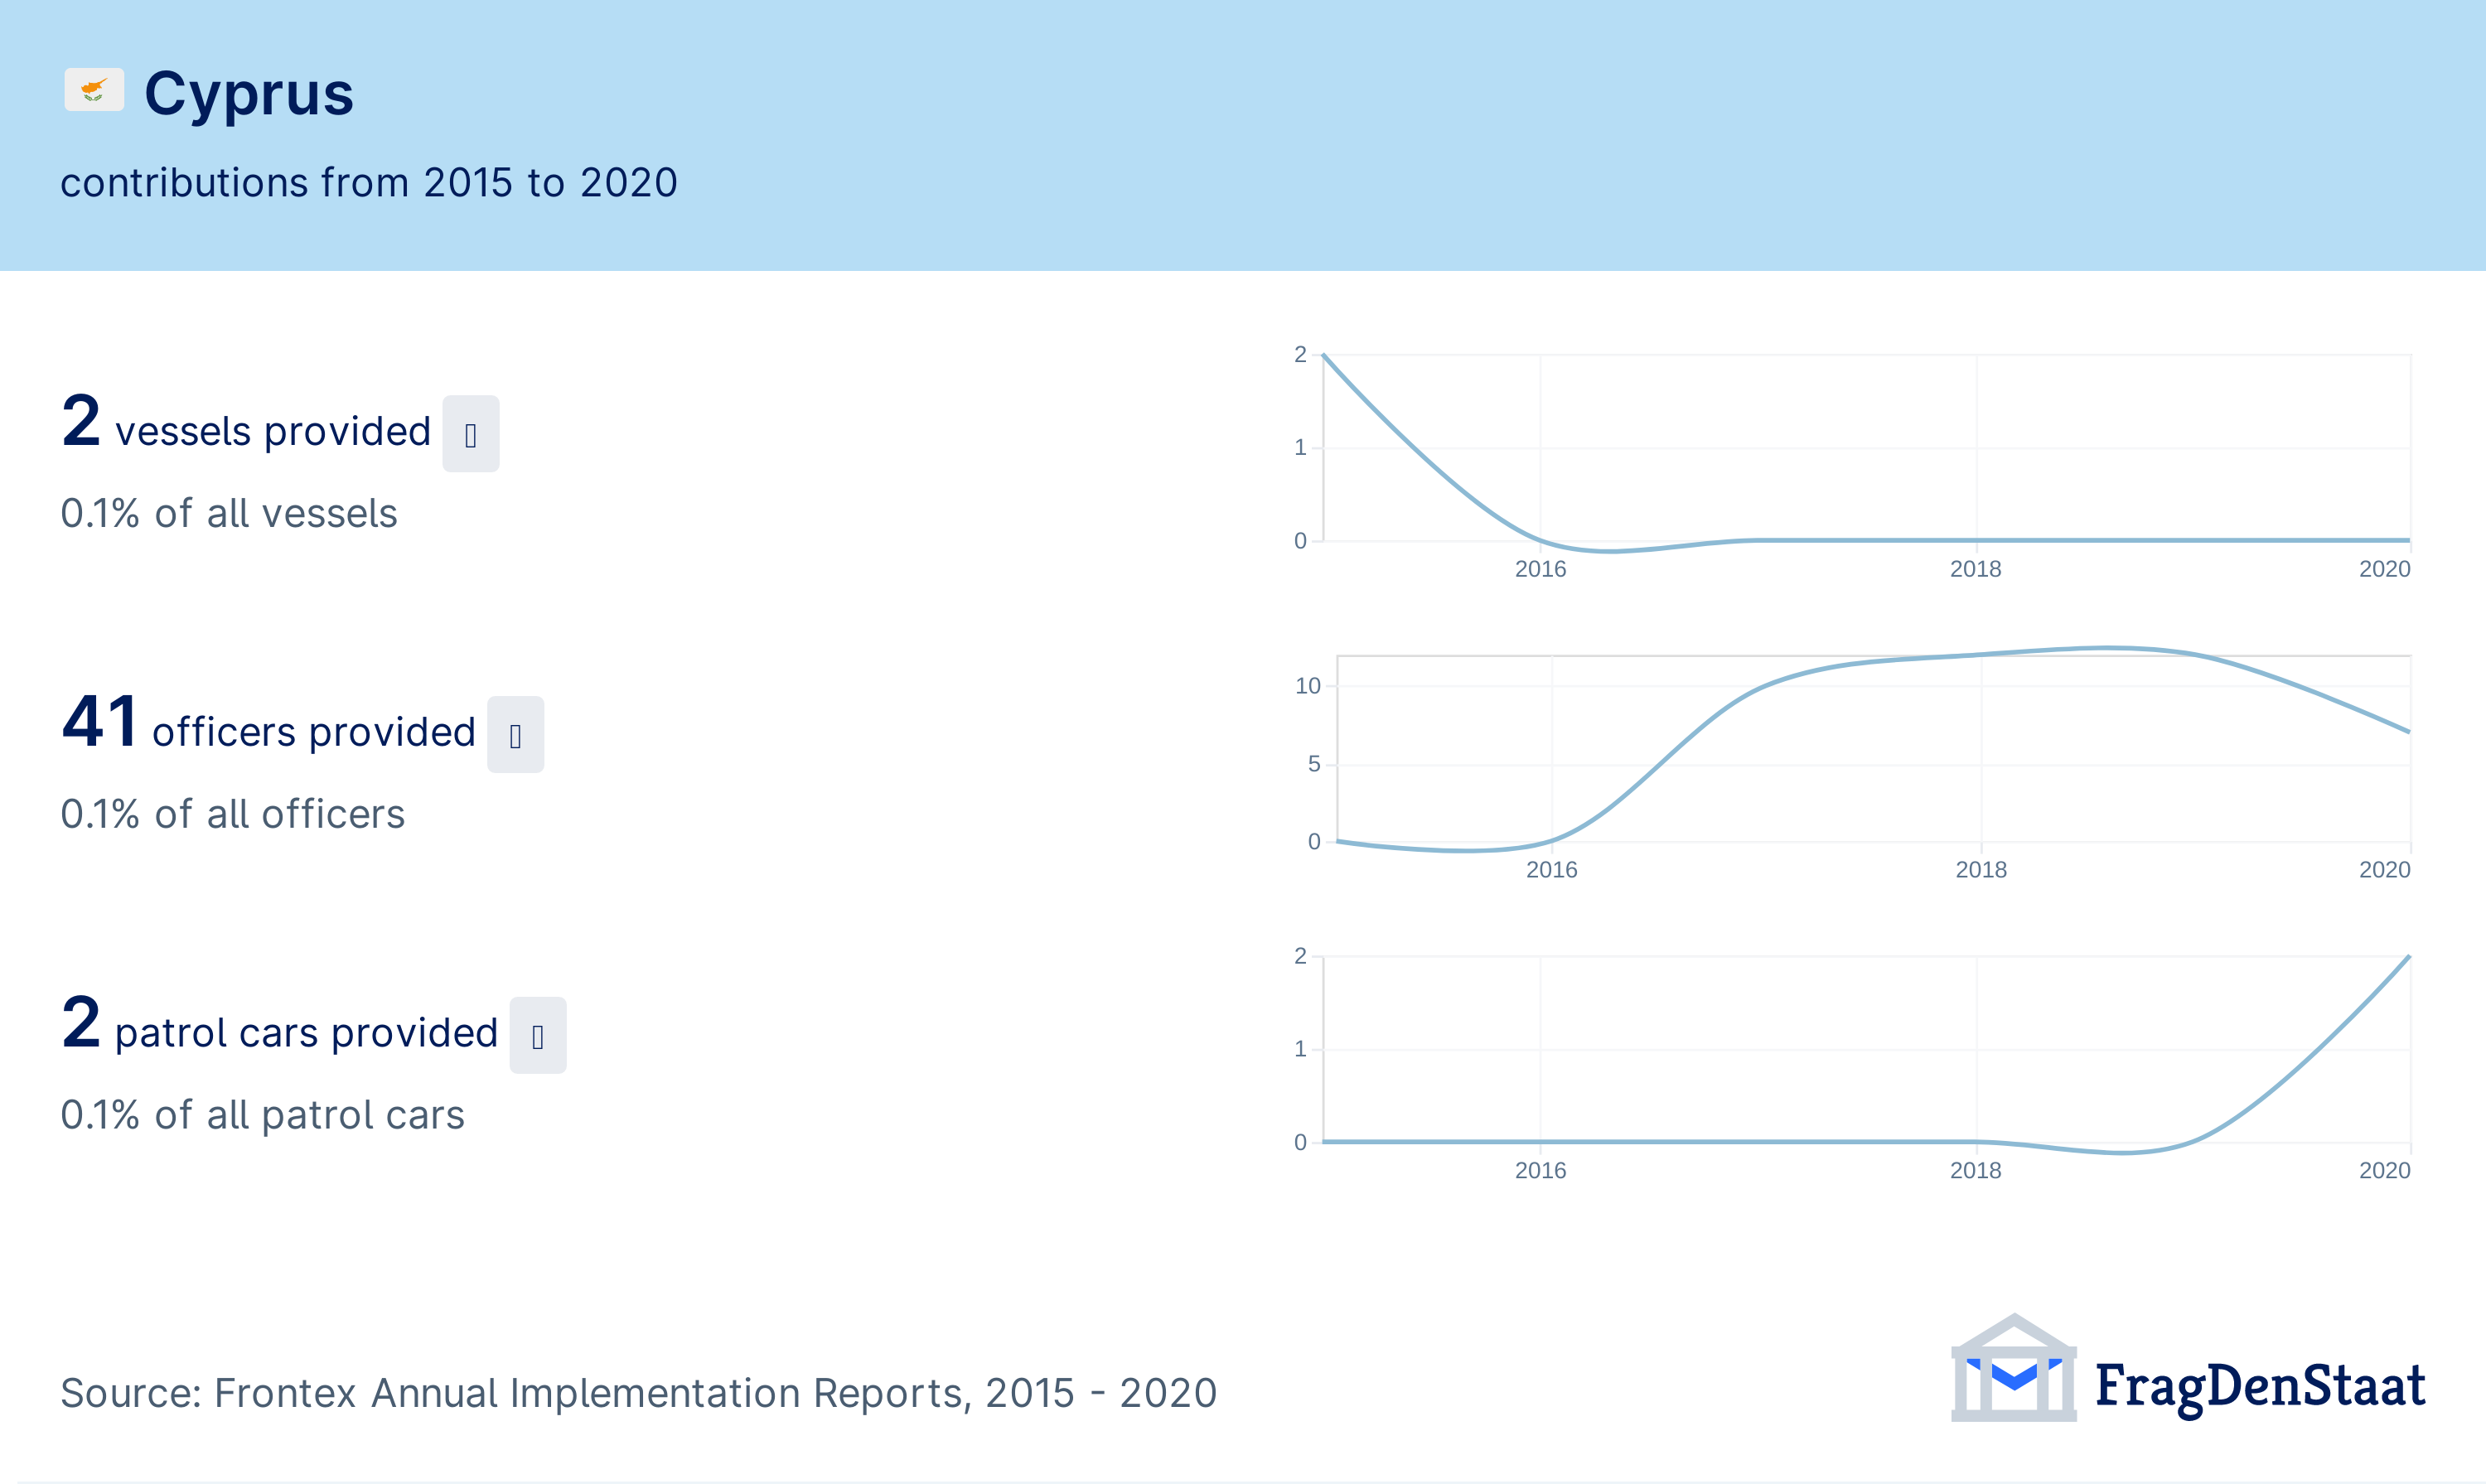 Cyprus
contributions from 2015 to 2020
2 vessels provided
0.1% of all vessels
2
1
0
2016 2018 2020
41 officers provided
0.1% of all officers
10
5
0
2016 2018 2020
2 patrol cars provided
0.1% of all patrol cars
2
1
0
2016 2018 2020
Source: Frontex Annual Implementation Reports, 2015 - 2020
FragDenStaat